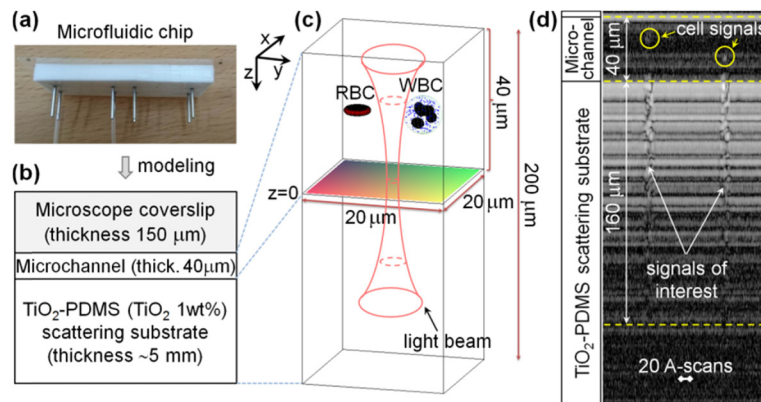 (a)
Microfluidic chip
x
y
z
modeling
(b)
Microscope coverslip
(thickness 150 μm)
Microchannel (thick. 40μm)
TiO2-PDMS (TiO2 1wt%)
scattering substrate
(thickness ~5 mm)
(c)
RBC
WBC
40 μm
200 μm
z=0
20 μm
20 μm
light beam
(d)
Micro-
channel
40 μm
cell signals
TiO2-PDMS scattering substrate
160 μm
signals of
interest
20 A-scans